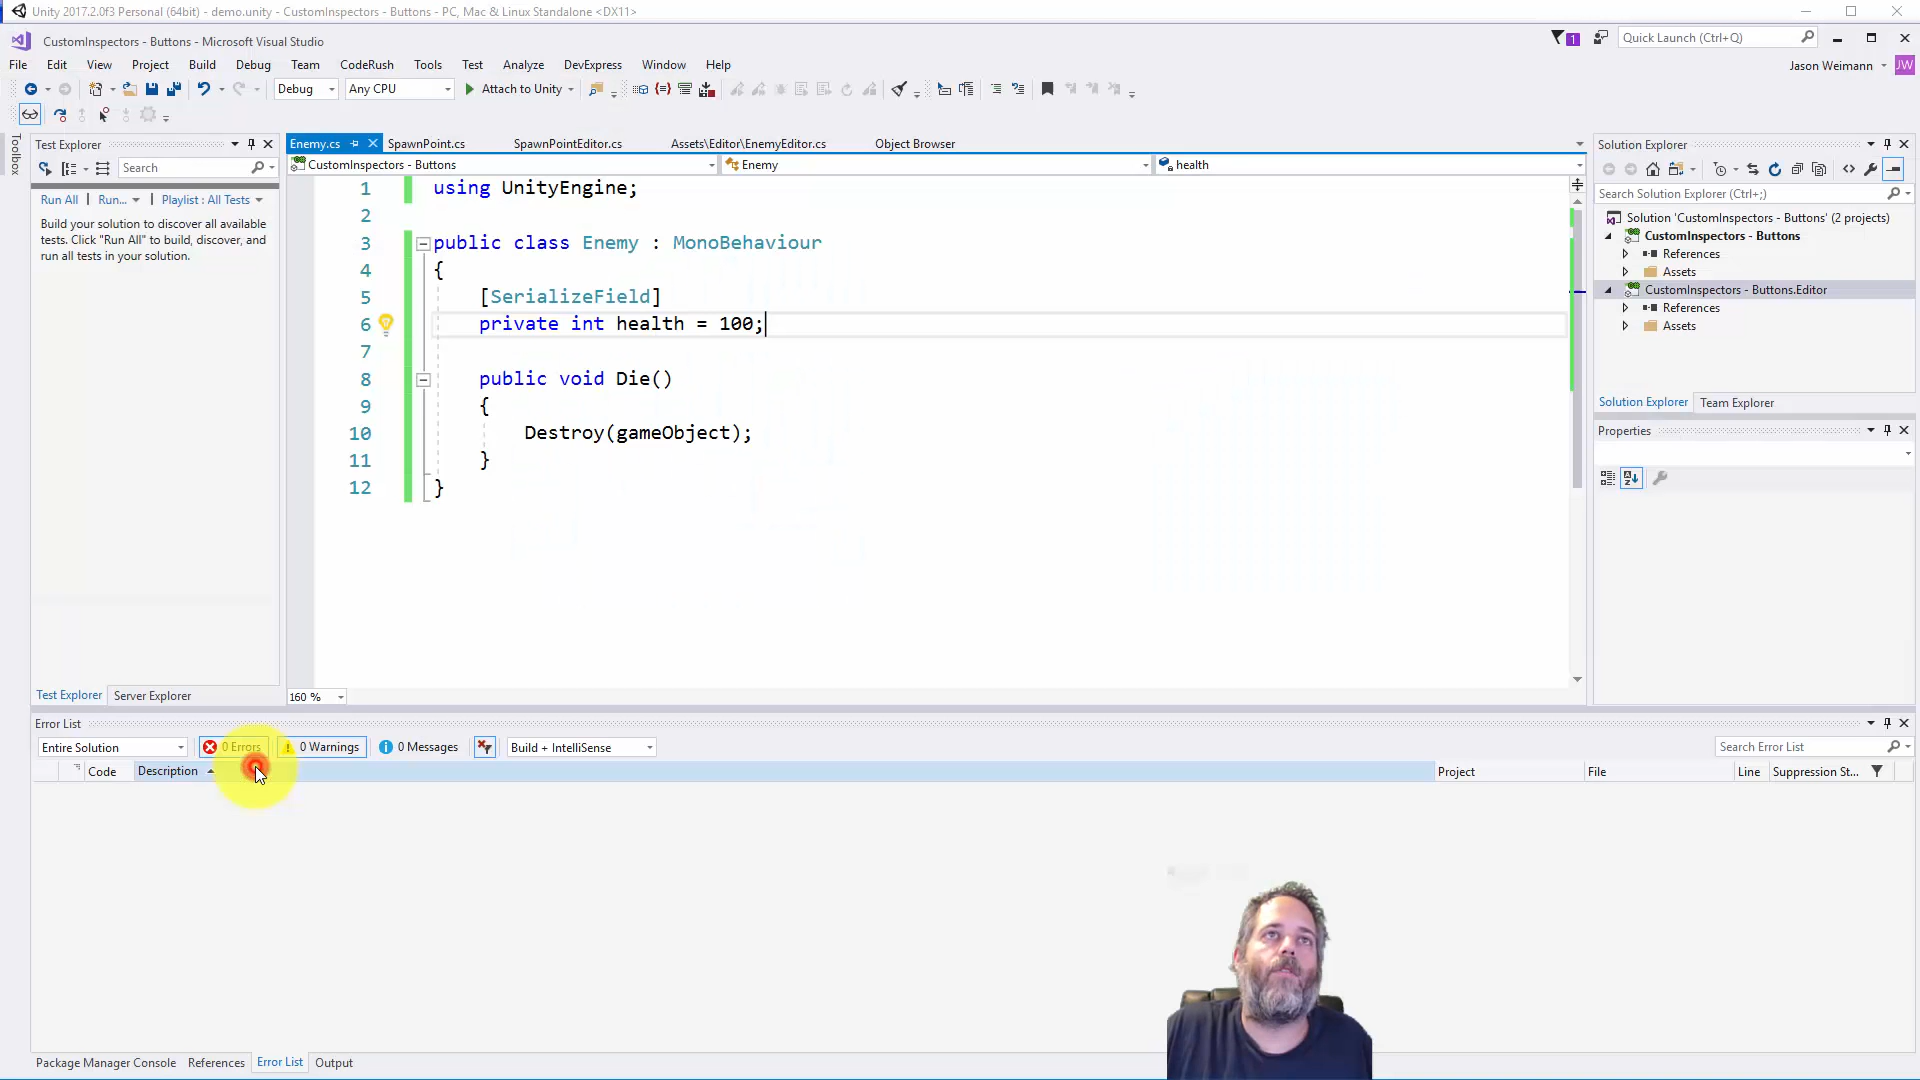 Unity 2017.2.0f3 Personal (64bit) - demo.unity - CustomInspectors - Buttons - PC, Mac & Linux Standalone <DX11>
CustomInspectors - Buttons - Microsoft Visual Studio
1
Quick Launch (Ctrl+Q)
File Edit View Project Build Debug Team CodeRush Tools Test Analyze DevExpress Window Help
Jason Weimann JW
Debug Any CPU Attach to Unity
Toolbox
Test Explorer
Search
Run All Run... Playlist : All Tests
Build your solution to discover all available
tests. Click "Run All" to build, discover, and
run all tests in your solution.
Test Explorer Server Explorer
Enemy.cs SpawnPoint.cs SpawnPointEditor.cs Assets\Editor\EnemyEditor.cs Object Browser
CustomInspectors - Buttons Enemy health
1 using UnityEngine;
2
3 public class Enemy : MonoBehaviour
4 {
5 [SerializeField]
6 private int health = 100;
7
8 public void Die()
9 {
10 Destroy(gameObject);
11 }
12 }
160 %
Solution Explorer
Search Solution Explorer (Ctrl+;)
Solution 'CustomInspectors - Buttons' (2 projects)
CustomInspectors - Buttons
References
Assets
CustomInspectors - Buttons.Editor
References
Assets
Solution Explorer Team Explorer
Properties
Error List
Entire Solution 0 Errors 0 Warnings 0 Messages Build + IntelliSense
Search Error List
Code Description Project File Line Suppression St...
Package Manager Console References Error List Output